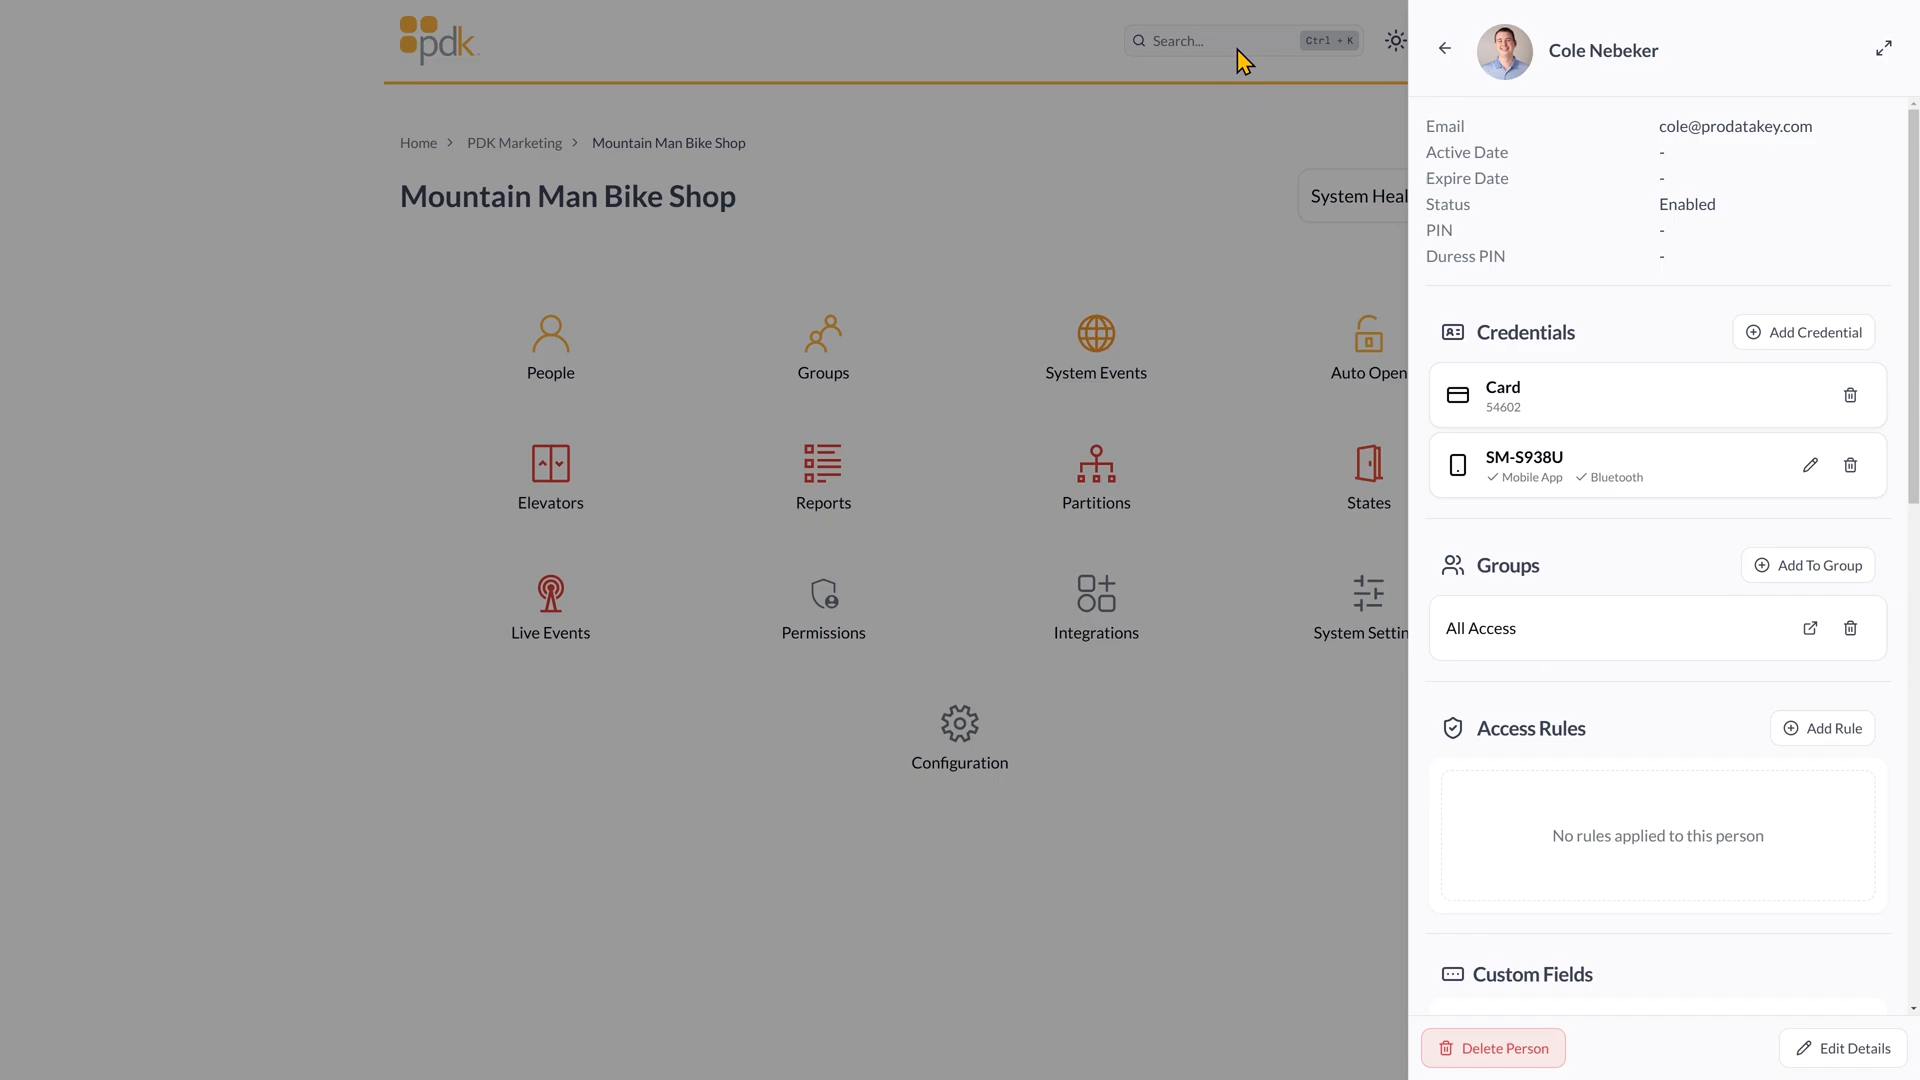 pdk
Search...
Ctrl + K
Home > PDK Marketing > Mountain Man Bike Shop
Mountain Man Bike Shop
System Heal
People
Groups
System Events
Auto Open
Elevators
Reports
Partitions
States
Live Events
Permissions
Integrations
System Settin
Configuration
Cole Nebeker
Email cole@prodatakey.com
Active Date -
Expire Date -
Status Enabled
PIN -
Duress PIN -
Credentials
Add Credential
Card
54602
SM-S938U
Mobile App Bluetooth
Groups
Add To Group
All Access
Access Rules
Add Rule
No rules applied to this person
Custom Fields
Delete Person
Edit Details